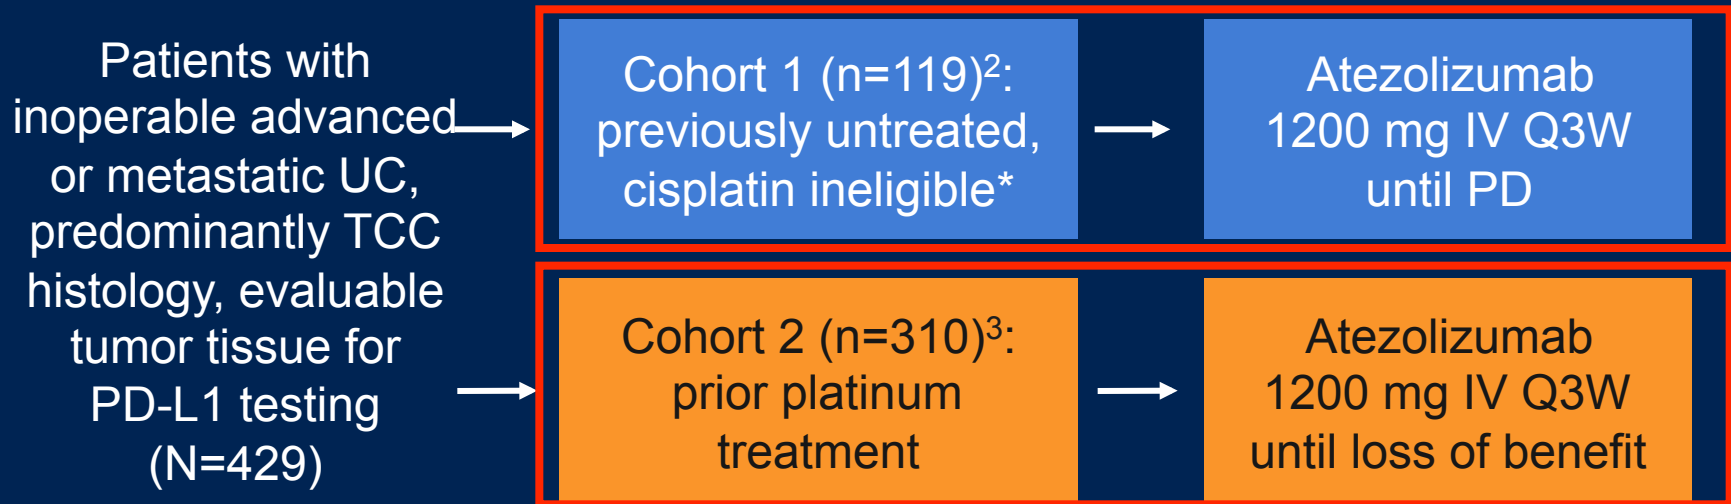 Patients with
inoperable advanced
or metastatic UC,
predominantly TCC
histology, evaluable
tumor tissue for
PD-L1 testing
(N=429)
Cohort 1 (n=119)²:
previously untreated,
cisplatin ineligible*
Atezolizumab
1200 mg IV Q3W
until PD
Cohort 2 (n=310)³:
prior platinum
treatment
Atezolizumab
1200 mg IV Q3W
until loss of benefit